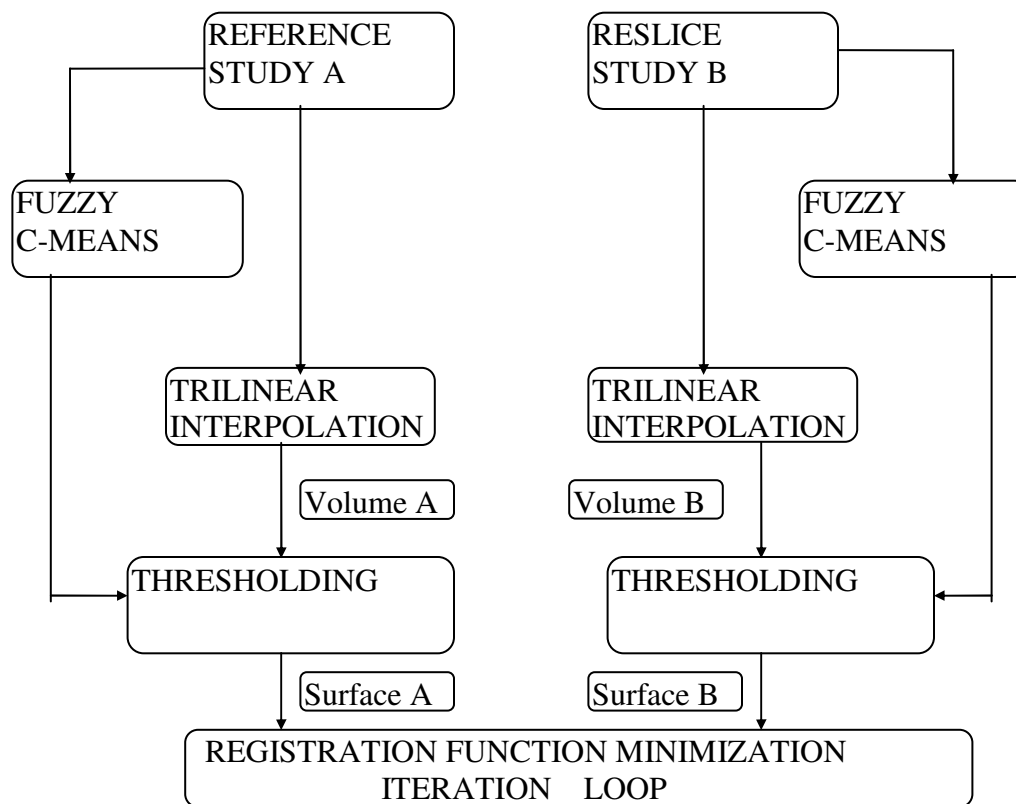 REFERENCE
STUDY A
RESLICE
STUDY B
FUZZY
C-MEANS
FUZZY
C-MEANS
TRILINEAR
INTERPOLATION
TRILINEAR
INTERPOLATION
Volume A
Volume B
THRESHOLDING
THRESHOLDING
Surface A
Surface B
REGISTRATION FUNCTION MINIMIZATION
ITERATION LOOP